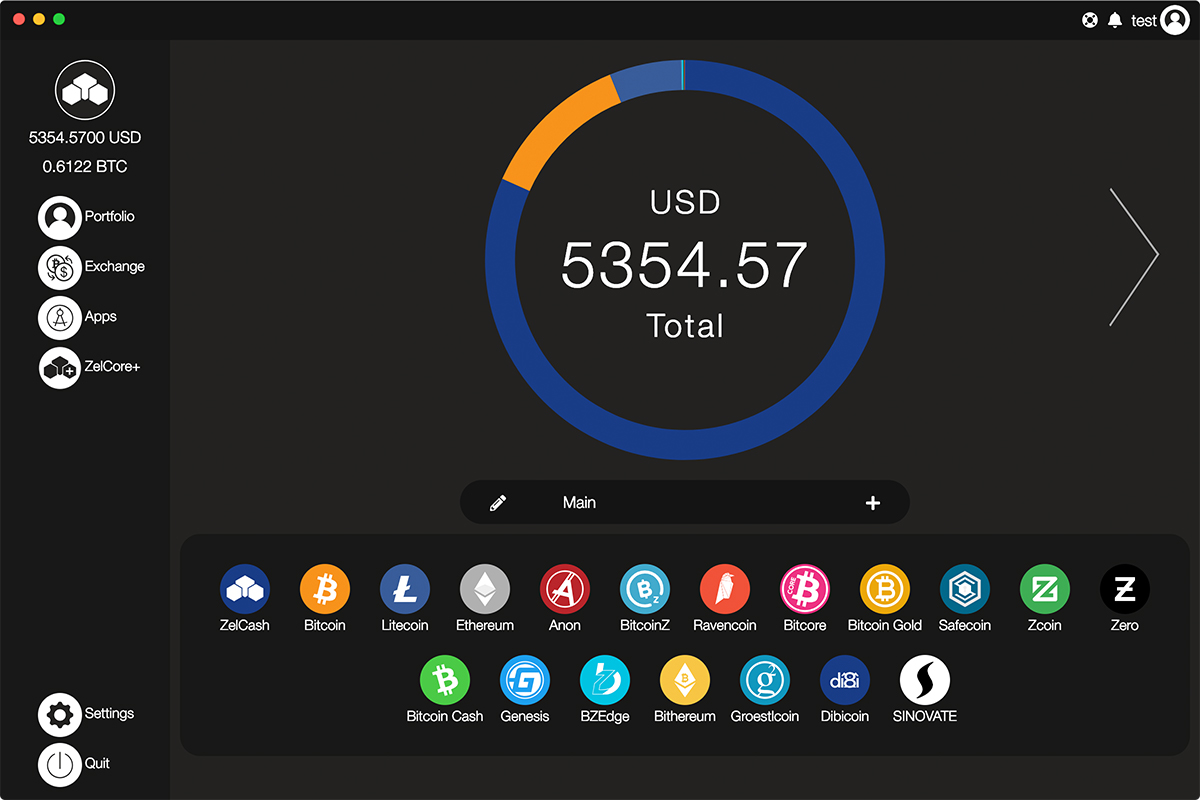 test
5354.5700 USD
0.6122 BTC
Portfolio
Exchange
Apps
ZelCore+
Settings
Quit
USD
5354.57
Total
Main
ZelCash Bitcoin Litecoin Ethereum Anon BitcoinZ Ravencoin Bitcore Bitcoin Gold Safecoin Zcoin Zero
CORE
digi
Bitcoin Cash Genesis BZEdge Bithereum Groestlcoin Dibicoin SINOVATE